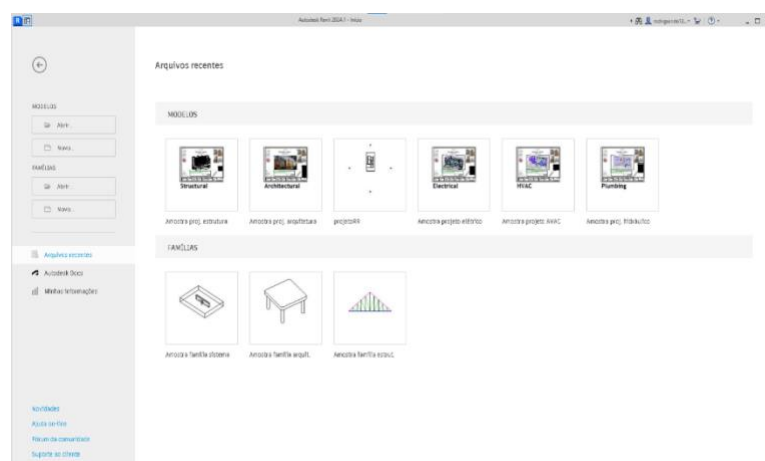 Autodesk Revit 2024.1 - Início
Arquivos recentes
MODELOS
Abrir...
Novo...
FAMÍLIAS
Abrir...
Novo...
Arquivos recentes
Autodesk Docs
Minhas informações
Novidades
Ajuda on-line
Fórum da comunidade
Suporte ao cliente
MODELOS
Structural
Architectural
Electrical
HVAC
Plumbing
Amostra proj. estrutura
Amostra proj. arquitetura
Amostra projeto elétrico
Amostra projeto HVAC
Amostra proj. hidráulico
FAMÍLIAS
Amostra família sistema
Amostra família arquit.
Amostra família estrut.